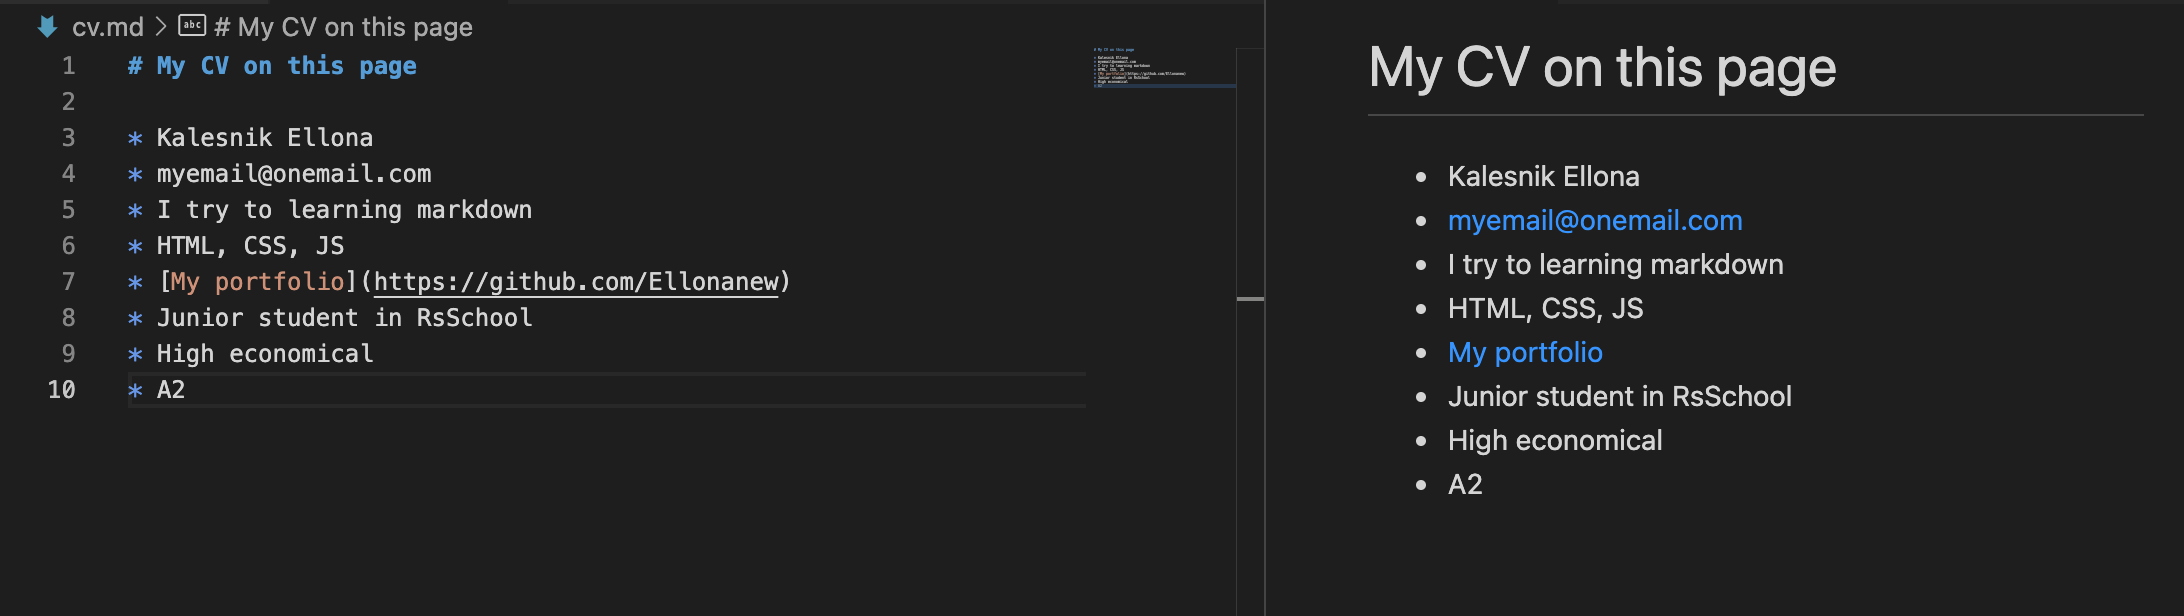 cv.md > abc # My CV on this page
1 # My CV on this page
2
3 * Kalesnik Ellona
4 * myemail@onemail.com
5 * I try to learning markdown
6 * HTML, CSS, JS
7 * [My portfolio](https://github.com/Ellonanew)
8 * Junior student in RsSchool
9 * High economical
10 * A2
My CV on this page
• Kalesnik Ellona
• myemail@onemail.com
• I try to learning markdown
• HTML, CSS, JS
• My portfolio
• Junior student in RsSchool
• High economical
• A2